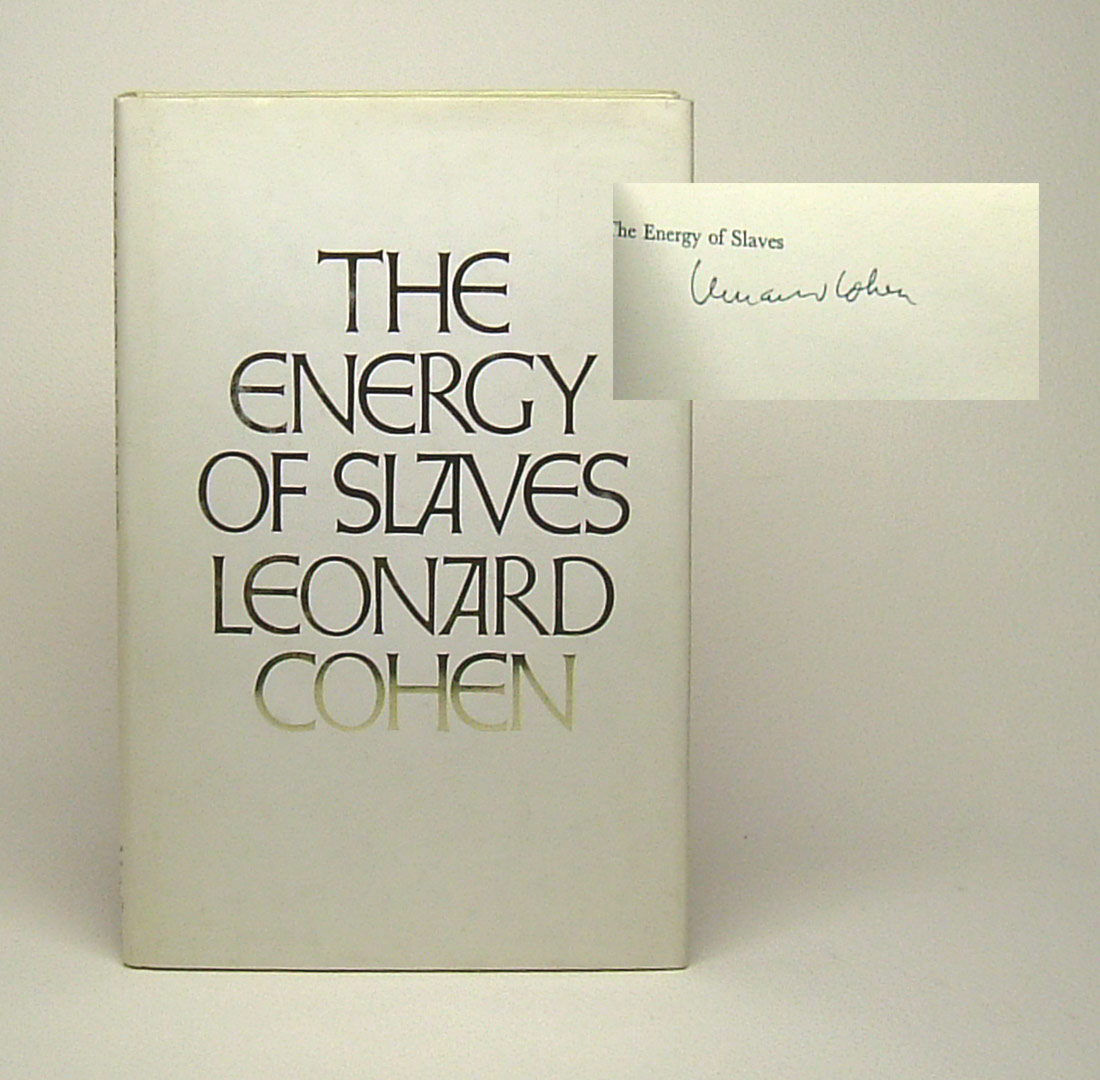 THE
ENERGY
OF SLAVES
LEONARD
COHEN
The Energy of Slaves
Leonard Cohen